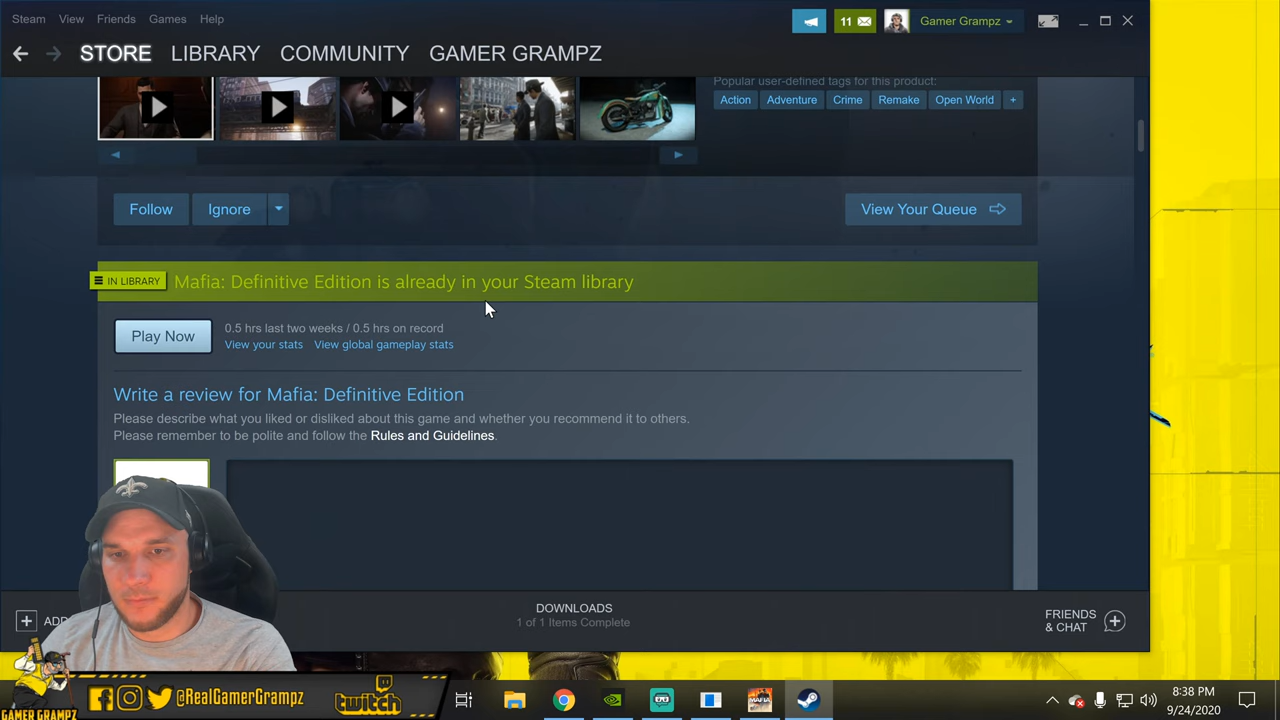 Steam View Friends Games Help
11
Gamer Grampz
STORE LIBRARY COMMUNITY GAMER GRAMPZ
Popular user-defined tags for this product:
Action Adventure Crime Remake Open World +
Follow Ignore
View Your Queue
IN LIBRARY Mafia: Definitive Edition is already in your Steam library
Play Now
0.5 hrs last two weeks / 0.5 hrs on record
View your stats View global gameplay stats
Write a review for Mafia: Definitive Edition
Please describe what you liked or disliked about this game and whether you recommend it to others.
Please remember to be polite and follow the Rules and Guidelines.
DOWNLOADS
1 of 1 Items Complete
FRIENDS
& CHAT
ADD
GAMER GRAMPZ
@RealGamerGrampz
twitch
MAFIA
8:38 PM
9/24/2020